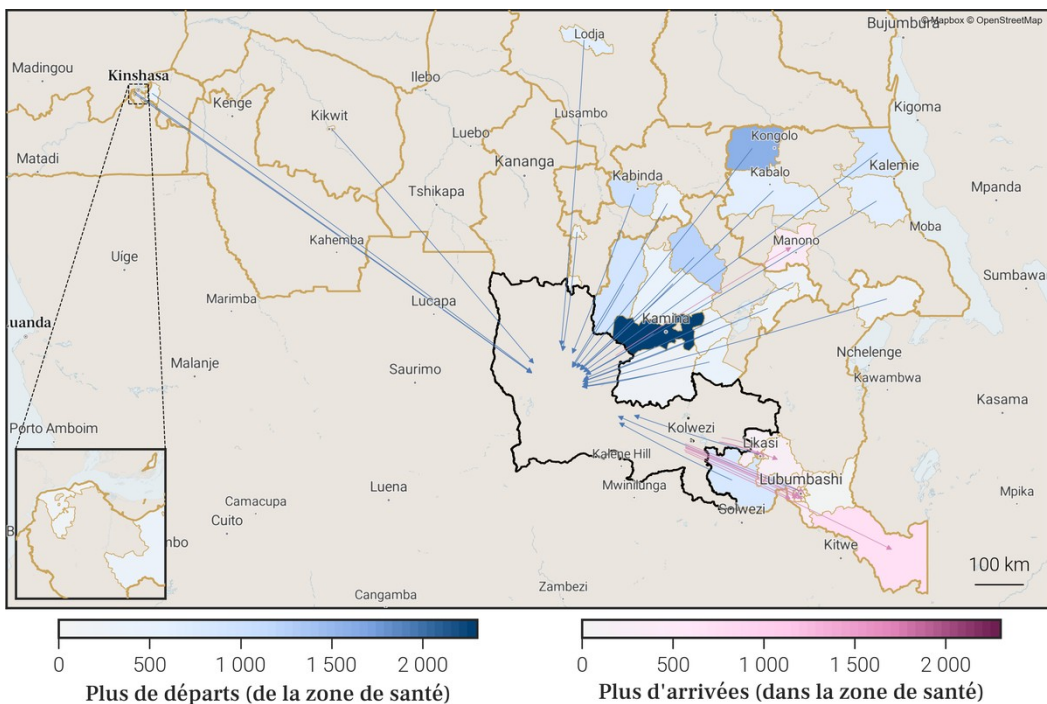 Bujumbura
© Mapbox © OpenStreetMap
Lodja
Madingou
Kinshasa
Ilebo
Kenge
Kikwit
Lusambo
Kigoma
Luebo
Kongolo
Matadi
Kananga
Kalemie
Kabinda
Kabalo
Tshikapa
Mpanda
Moba
Kahemba
Manono
Uige
Sumbawan
Marimba
Lucapa
uanda
Kamina
Malanje
Saurimo
Nchelenge
Kawambwa
Kasama
Porto Amboim
Kolwezi
Likasi
Kalene Hill
Lubumbashi
Luena
Mwinilunga
Mpika
Camacupa
Solwezi
Cuito
nbo
Kitwe
100 km
Zambezi
Cangamba
0 500 1 000 1 500 2 000
Plus de départs (de la zone de santé)
0 500 1 000 1 500 2 000
Plus d'arrivées (dans la zone de santé)